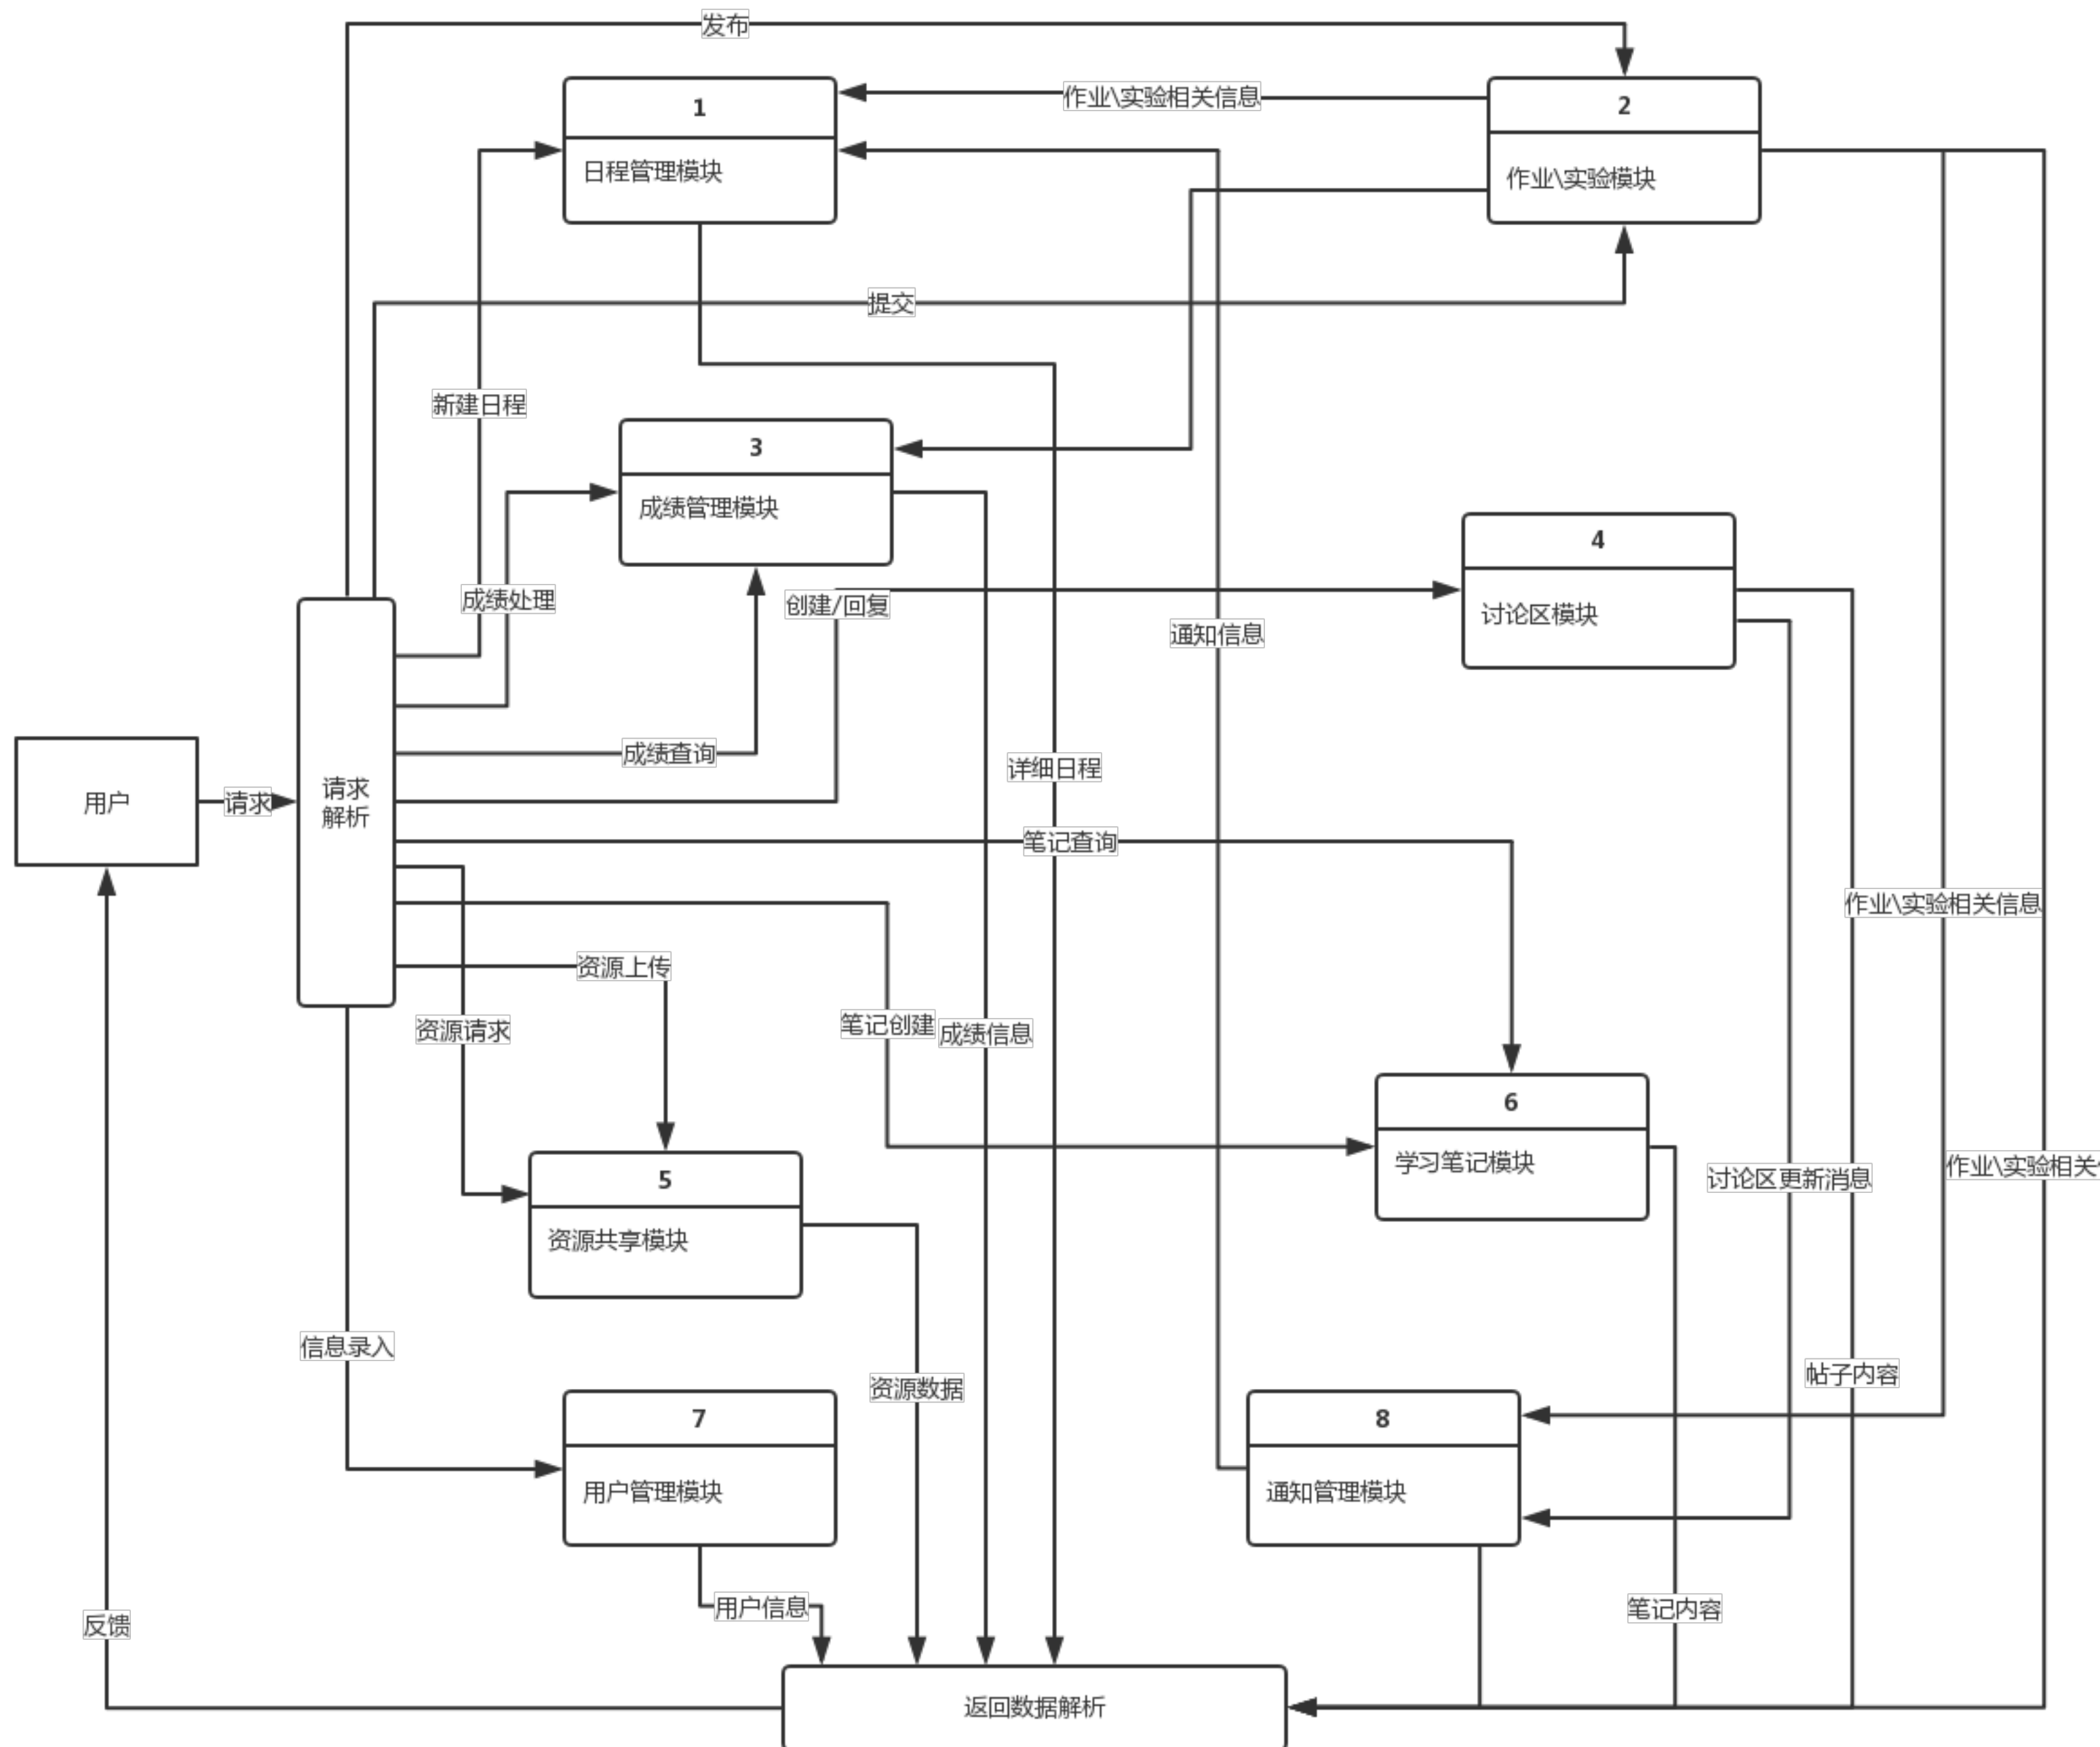 发布
1
作业\实验相关信息
2
日程管理模块
作业\实验模块
提交
新建日程
3
成绩管理模块
4
成绩处理
创建/回复
讨论区模块
通知信息
成绩查询
详细日程
用户
请求
请求
解析
笔记查询
作业\实验相关信息
资源上传
资源请求
笔记创建
成绩信息
6
学习笔记模块
作业\实验相关
讨论区更新消息
5
资源共享模块
信息录入
帖子内容
资源数据
7
8
用户管理模块
通知管理模块
用户信息
笔记内容
反馈
返回数据解析